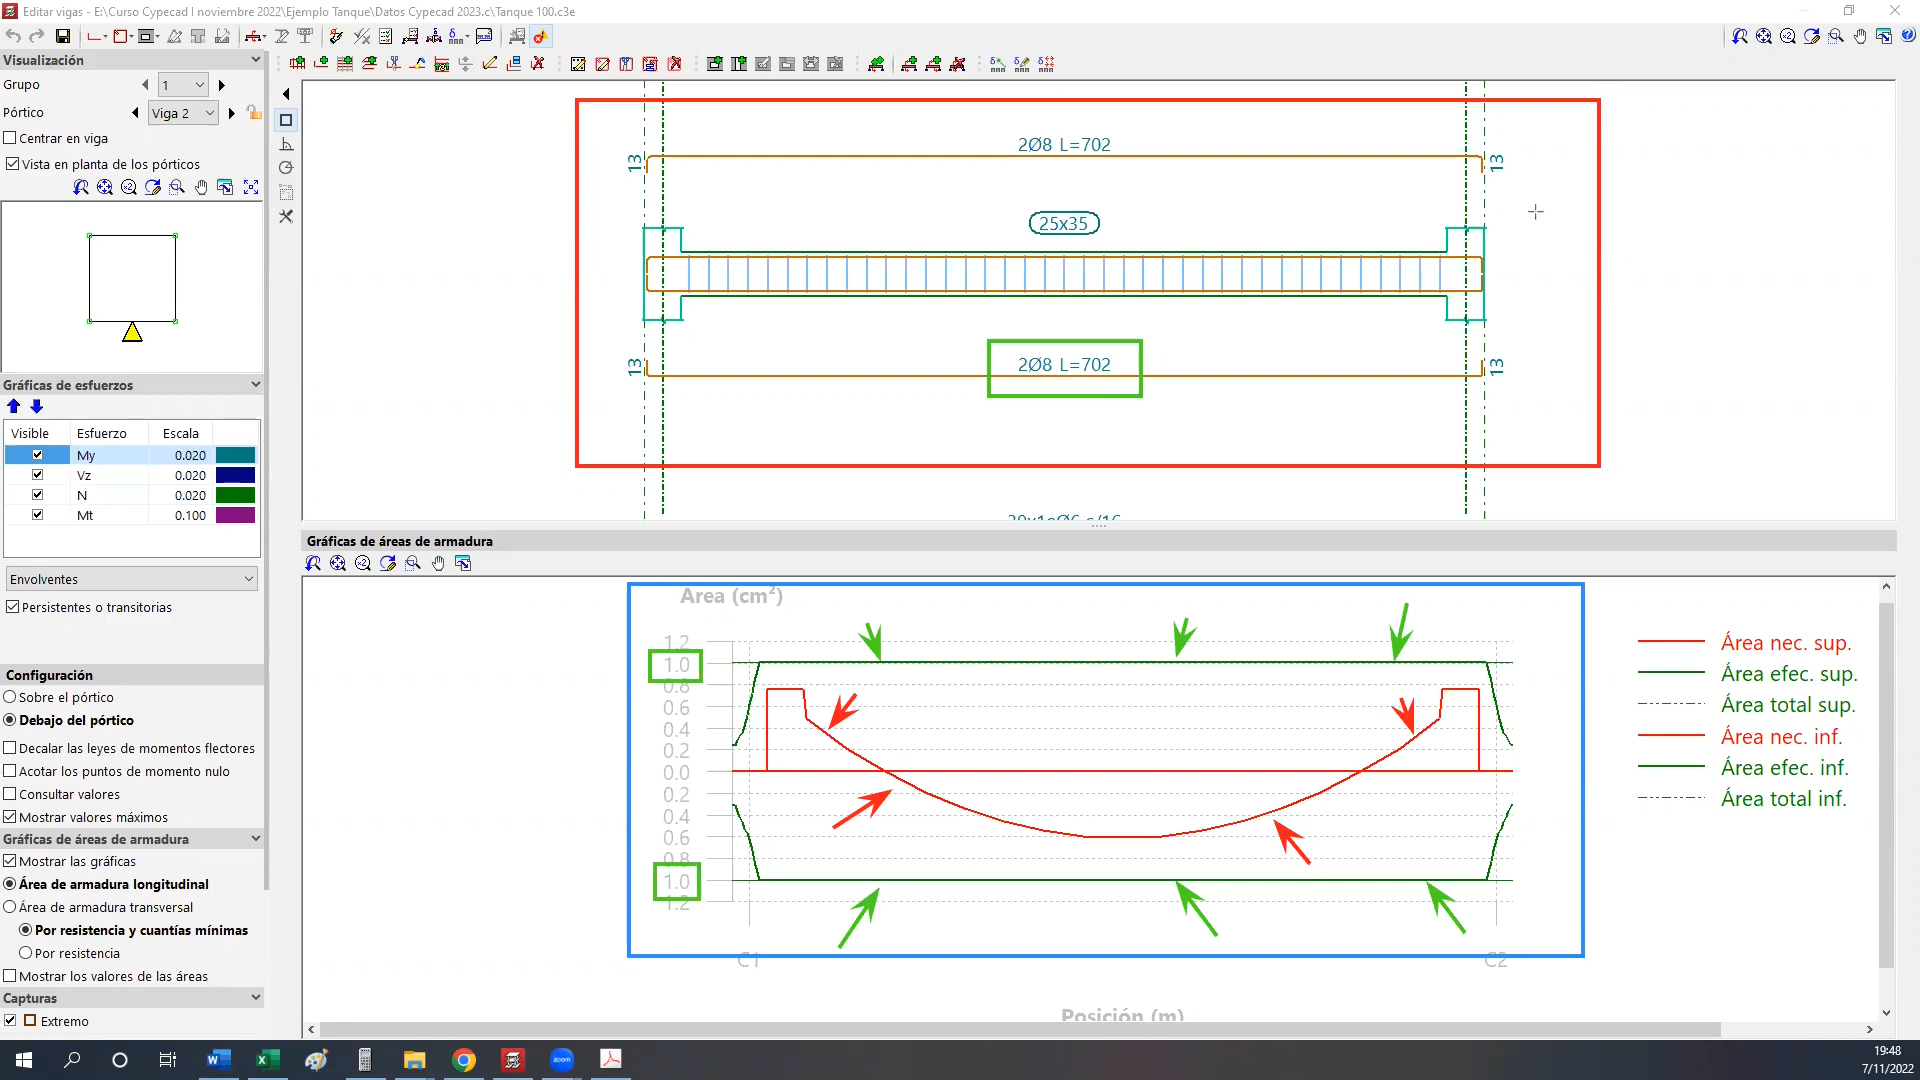 Editar vigas - E:\Curso Cypecad I noviembre 2022\Ejemplo Tanque\Datos Cypecad 2023.c\Tanque 100.c3e
Visualización
Grupo 1
Pórtico Viga 2
Centrar en viga
Vista en planta de los pórticos
Gráficas de esfuerzos
Visible Esfuerzo Escala
My 0.020
Vz 0.020
N 0.020
Mt 0.100
Envolventes
Persistentes o transitorias
Configuración
Sobre el pórtico
Debajo del pórtico
Decalar las leyes de momentos flectores
Acotar los puntos de momento nulo
Consultar valores
Mostrar valores máximos
Gráficas de áreas de armadura
Mostrar las gráficas
Área de armadura longitudinal
Área de armadura transversal
Por resistencia y cuantías mínimas
Por resistencia
Mostrar los valores de las áreas
Capturas
Extremo
2Ø8 L=702
13 13
25x35
2Ø8 L=702
13 13
Gráficas de áreas de armadura
Área (cm²)
1.2
1.0
0.8
0.6
0.4
0.2
0.0
0.2
0.4
0.6
0.8
1.0
1.2
C1 C2
Posición (m)
Área nec. sup.
Área efec. sup.
Área total sup.
Área nec. inf.
Área efec. inf.
Área total inf.
zoom
19:48
7/11/2022